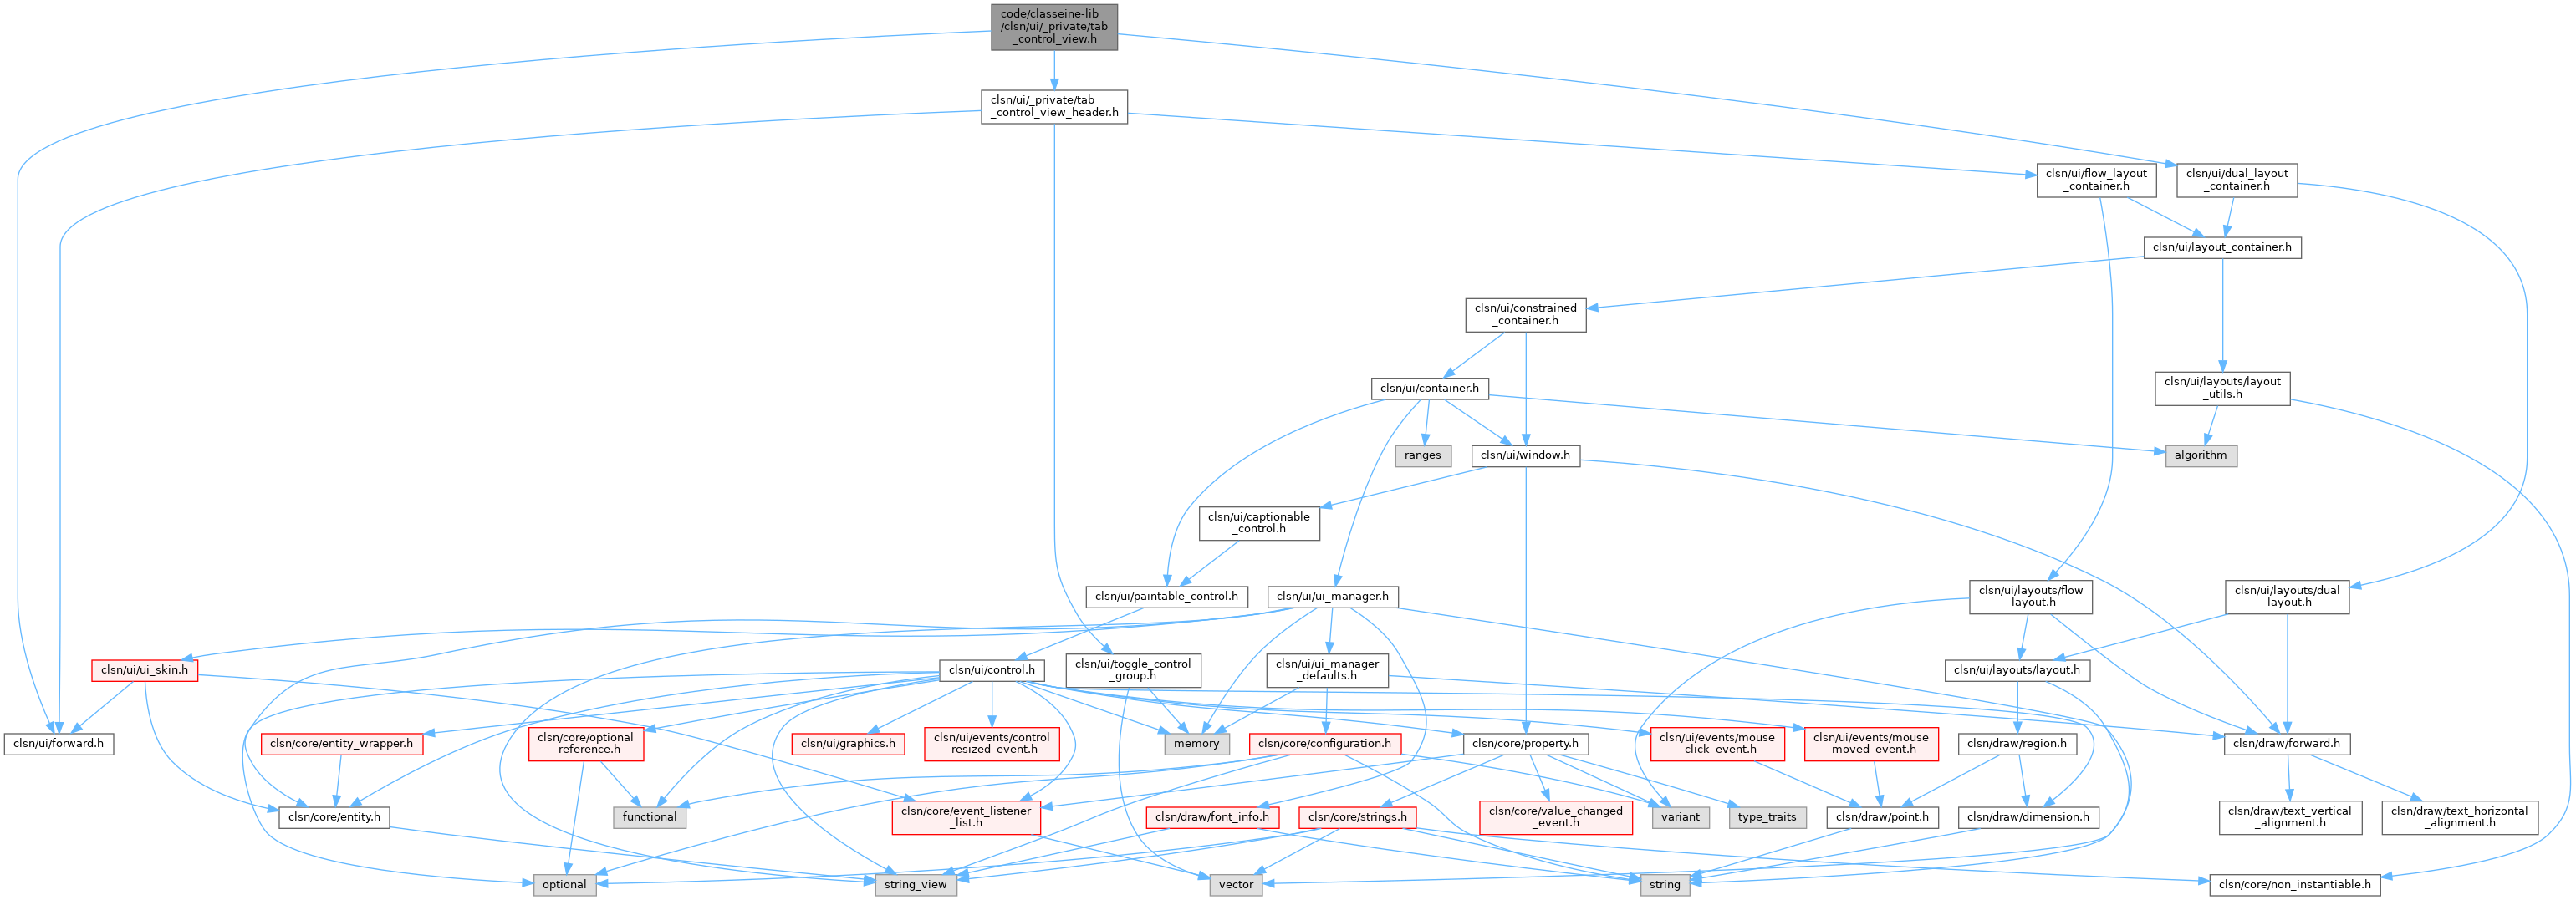 code/classeine-lib
/clsn/ui/_private/tab
_control_view.h
clsn/ui/_private/tab
_control_view_header.h
clsn/ui/flow_layout
_container.h
clsn/ui/dual_layout
_container.h
clsn/ui/layout_container.h
clsn/ui/constrained
_container.h
clsn/ui/container.h
clsn/ui/layouts/layout
_utils.h
ranges
clsn/ui/window.h
algorithm
clsn/ui/captionable
_control.h
clsn/ui/paintable_control.h
clsn/ui/ui_manager.h
clsn/ui/layouts/flow
_layout.h
clsn/ui/layouts/dual
_layout.h
clsn/ui/ui_skin.h
clsn/ui/control.h
clsn/ui/toggle_control
_group.h
clsn/ui/ui_manager
_defaults.h
clsn/ui/layouts/layout.h
clsn/ui/forward.h
clsn/core/entity_wrapper.h
clsn/core/optional
_reference.h
clsn/ui/graphics.h
clsn/ui/events/control
_resized_event.h
memory
clsn/core/configuration.h
clsn/core/property.h
clsn/ui/events/mouse
_click_event.h
clsn/ui/events/mouse
_moved_event.h
clsn/draw/region.h
clsn/draw/forward.h
clsn/core/entity.h
functional
clsn/core/event_listener
_list.h
clsn/draw/font_info.h
clsn/core/strings.h
clsn/core/value_changed
_event.h
variant
type_traits
clsn/draw/point.h
clsn/draw/dimension.h
clsn/draw/text_vertical
_alignment.h
clsn/draw/text_horizontal
_alignment.h
optional
string_view
vector
string
clsn/core/non_instantiable.h